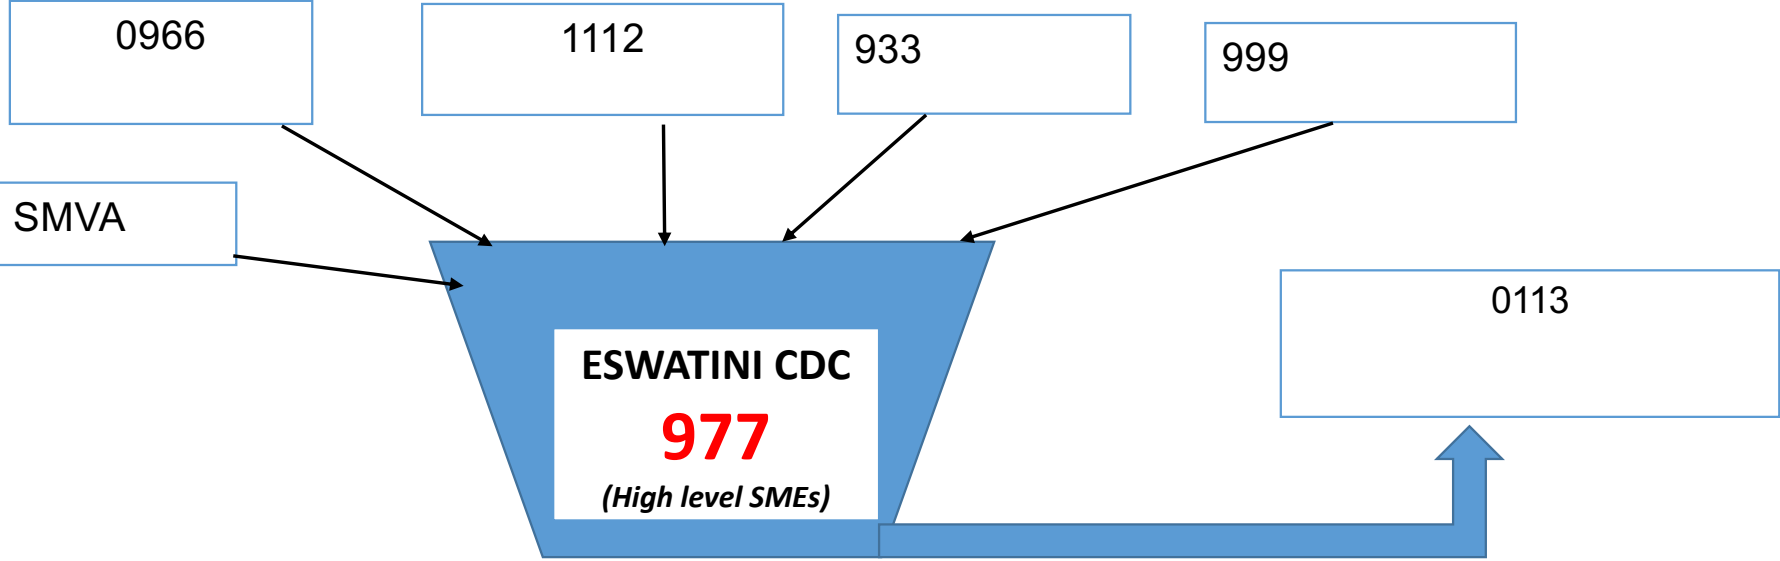 0966
1112
933
999
SMVA
0113
ESWATINI CDC
977
(High level SMEs)